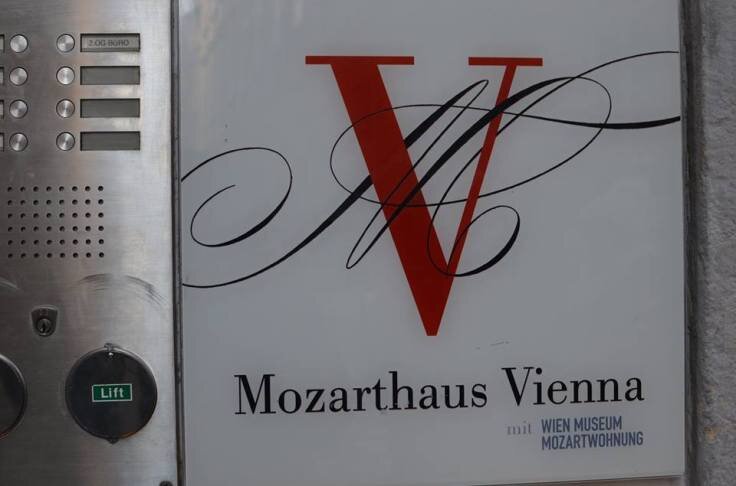 2.OG BÜRO
Lift
V
M
Mozarthaus Vienna
mit WIEN MUSEUM
MOZARTWOHNUNG